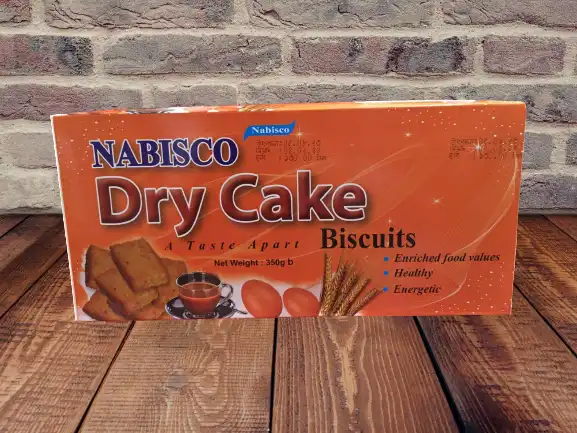 Nabisco
NABISCO
Dry Cake
A Taste Apart
Biscuits
Net Weight : 350g b
Enriched food values
Healthy
Energetic